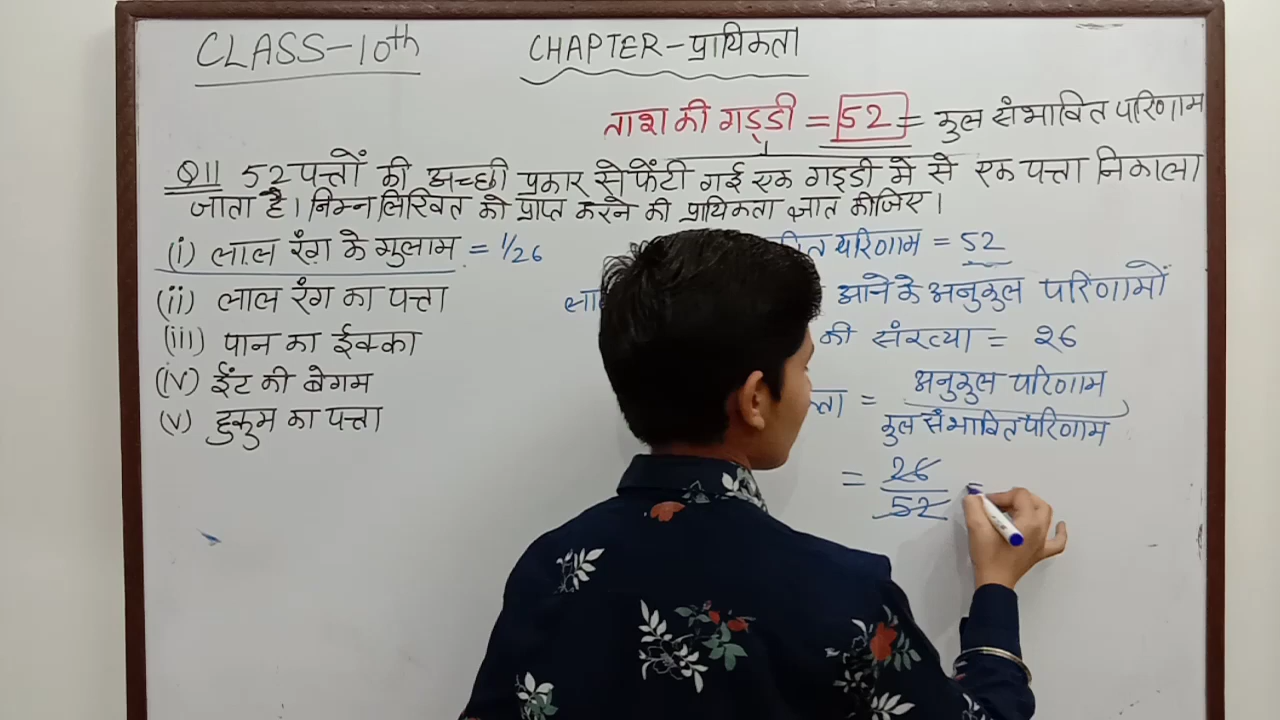 CLASS-10th CHAPTER-प्रायिकता
ताश की गड्डी = 52 = कुल संभावित परिणाम
Q11 52 पत्तों की अच्छी प्रकार से फेंटी गई एक गड्डी मे से एक पत्ता निकाला
जाता है। निम्नलिखित को प्राप्त करने की प्रायिकता ज्ञात कीजिए।
(i) लाल रंग के गुलाम = 1/26
(ii) लाल रंग का पत्ता
(iii) पान का ईक्का
(iv) ईंट की बेगम
(v) हुकुम का पत्ता
परिणाम = 52
आने के अनुकुल परिणामों
की संख्या = 26
= अनुकुल परिणाम
कुल संभावित परिणाम
= 26
52